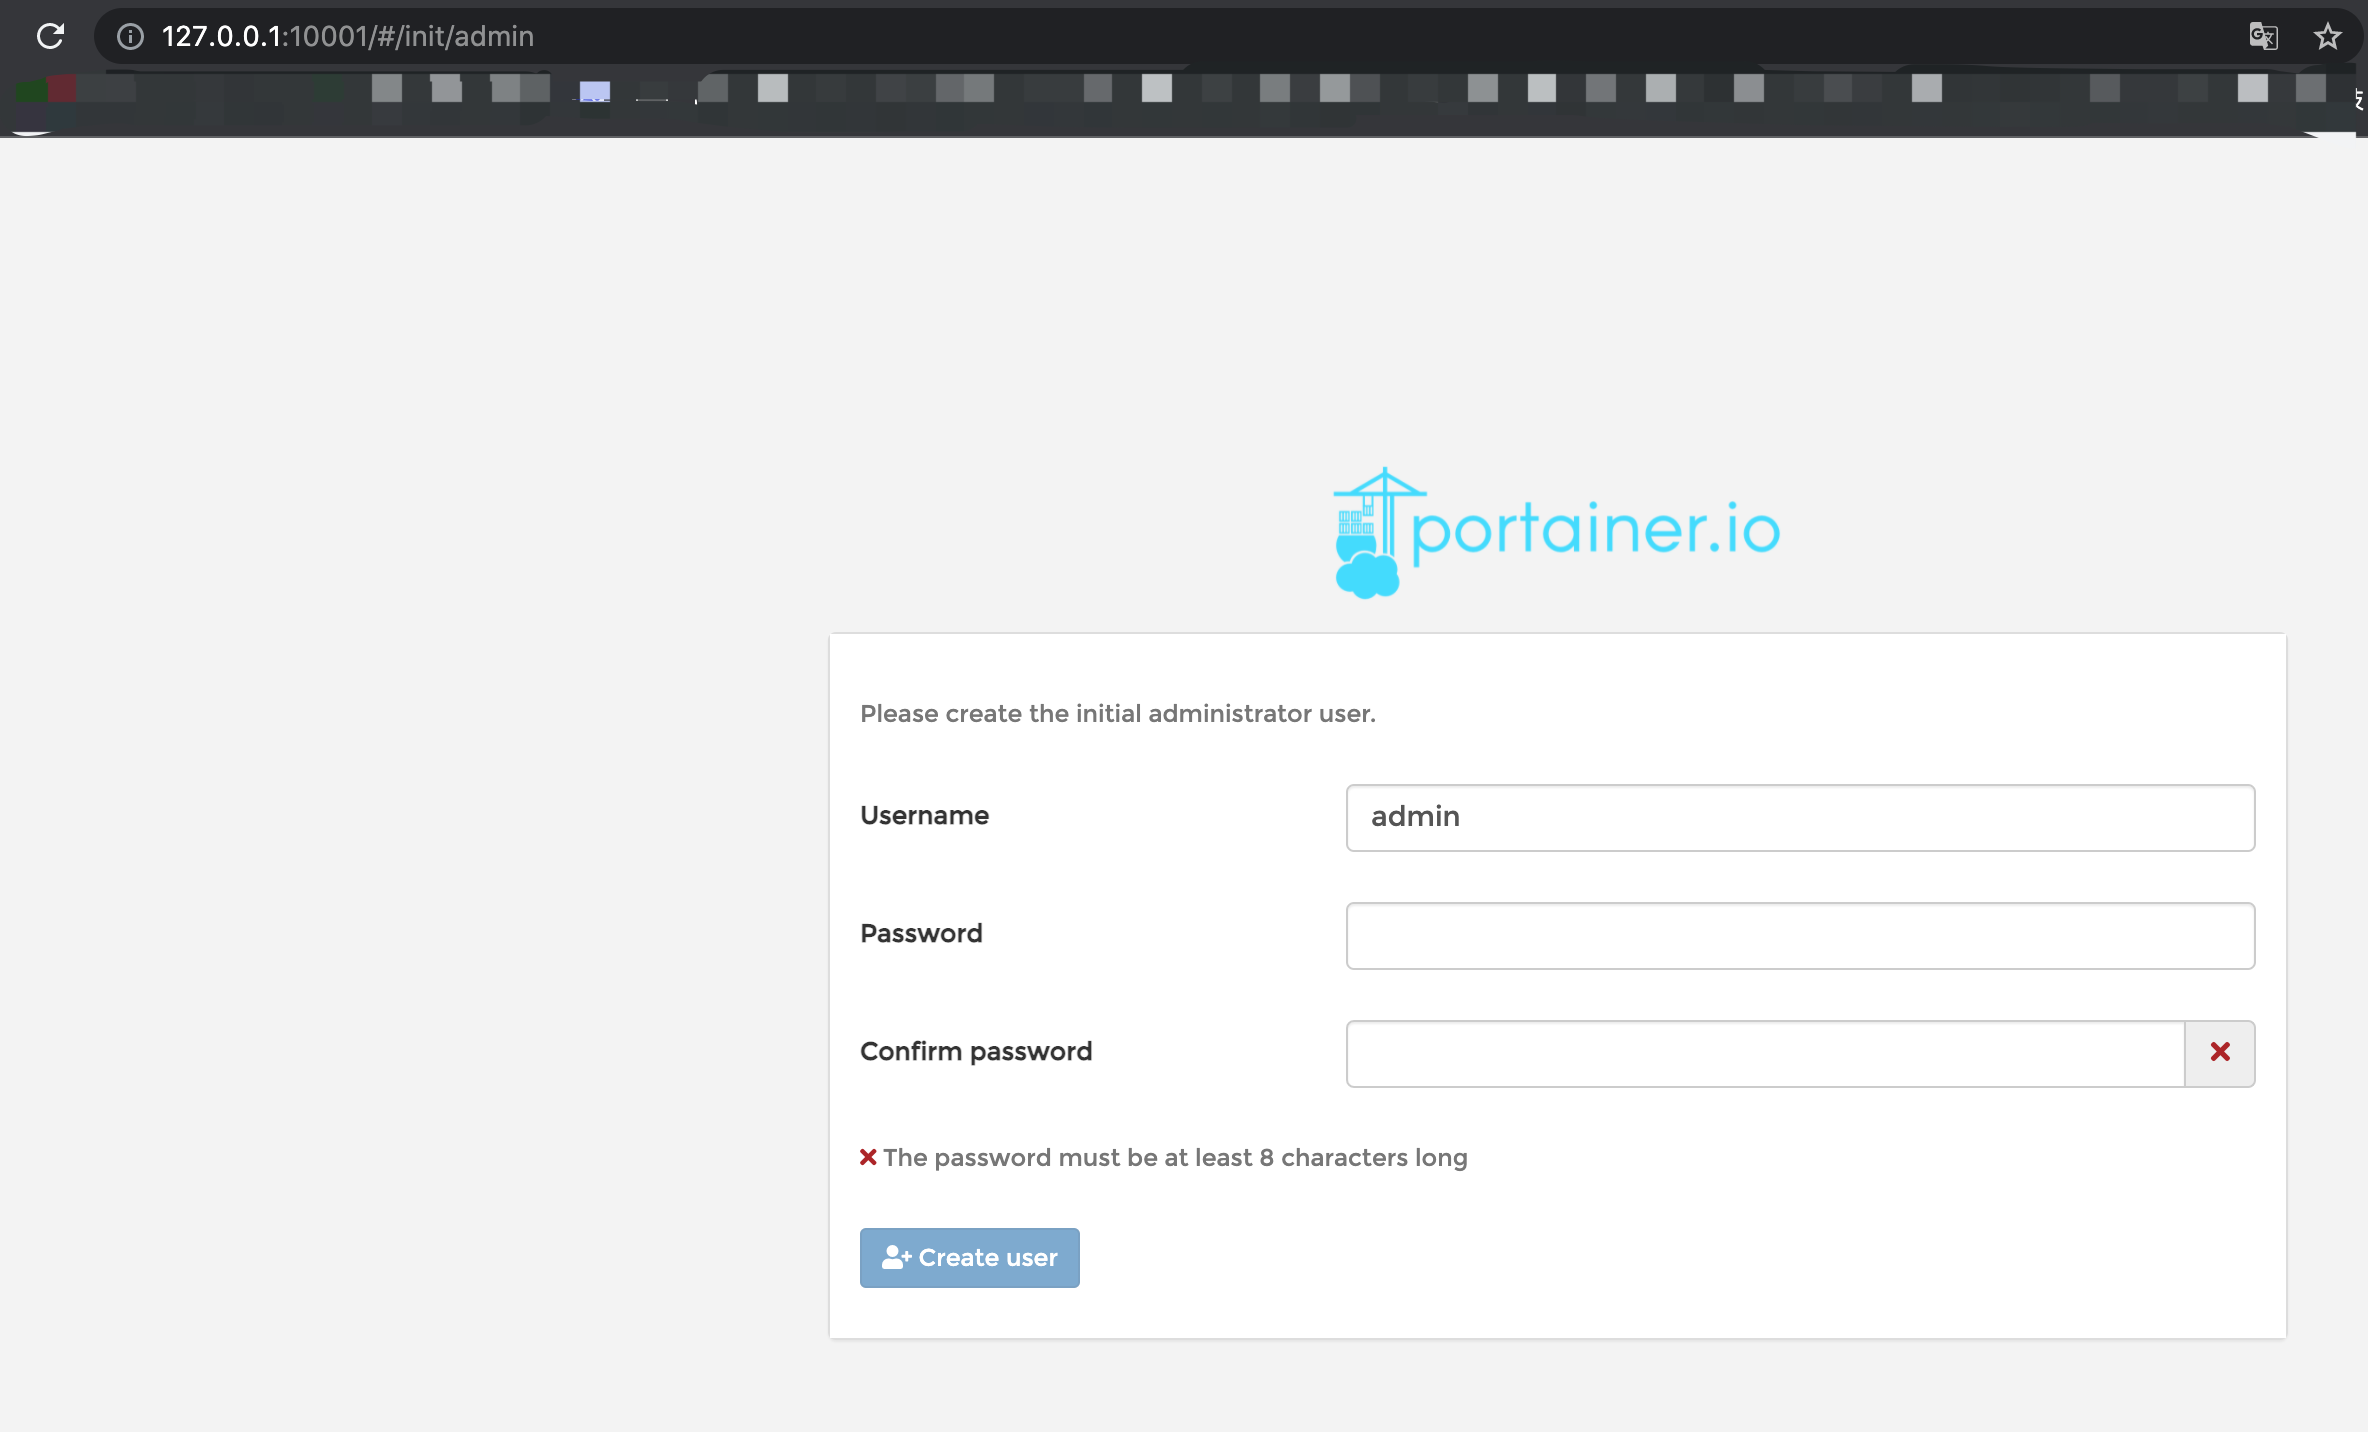 127.0.0.1:10001/#/init/admin
portainer.io
Please create the initial administrator user.
Username
admin
Password
Confirm password
The password must be at least 8 characters long
Create user